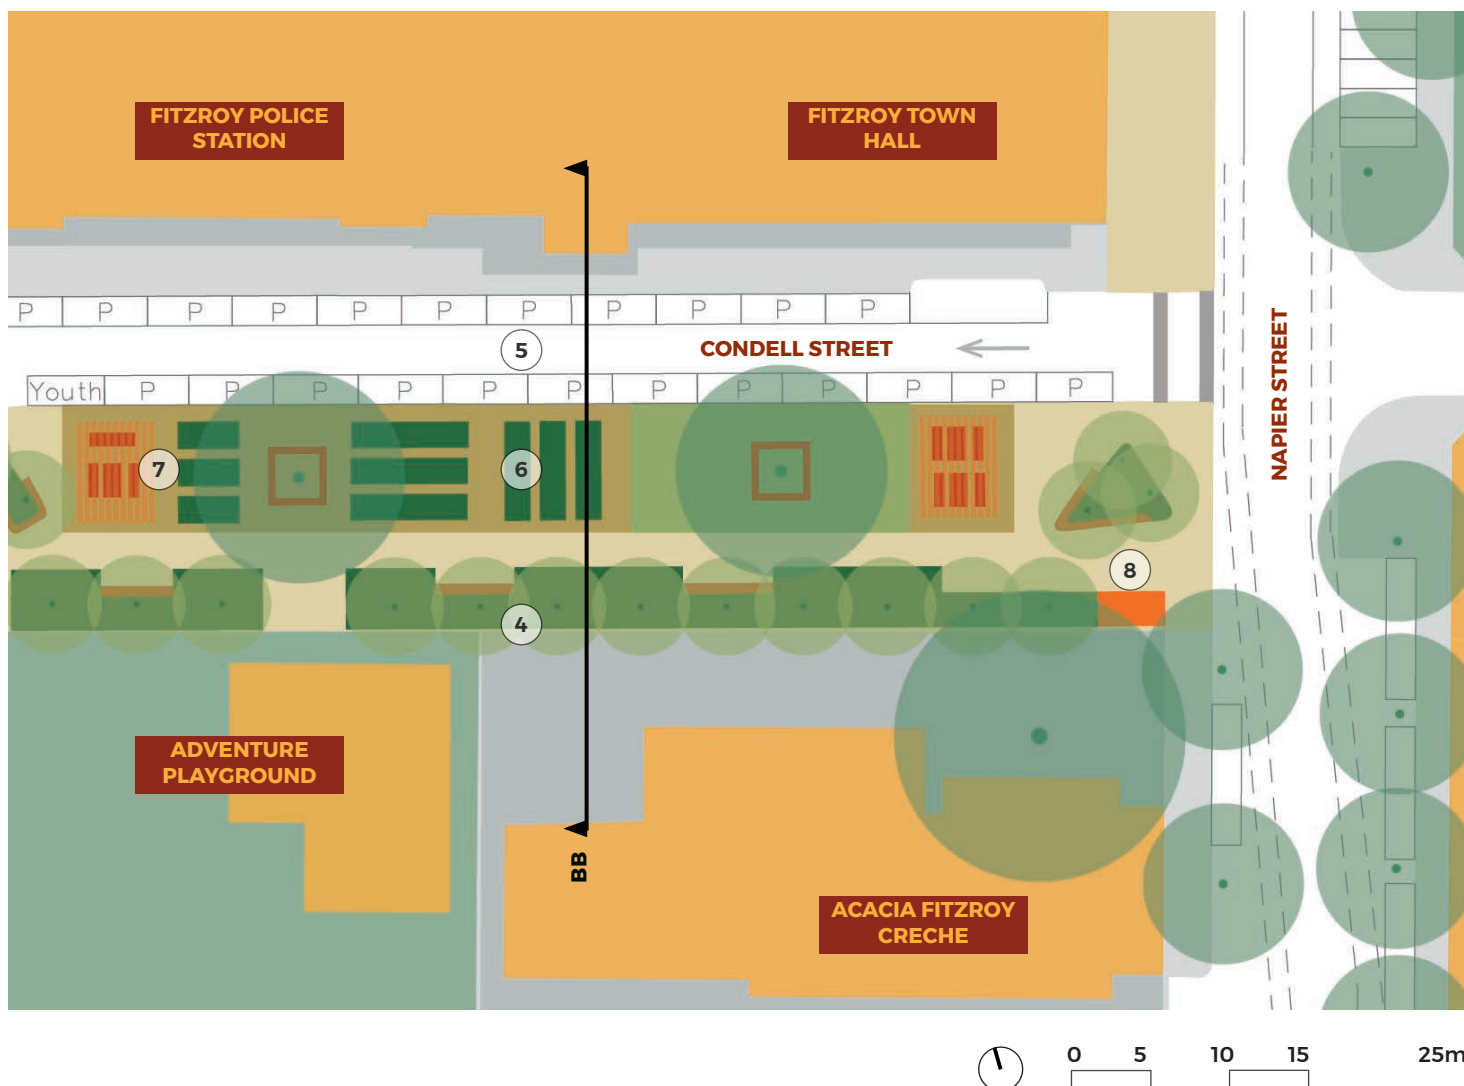 FITZROY POLICE
STATION
FITZROY TOWN
HALL
P P P P P P P P P P P
5
CONDELL STREET
NAPIER STREET
Youth P P P P P P P P P P P P
7
6
8
4
ADVENTURE
PLAYGROUND
BB
ACACIA FITZROY
CRECHE
0 5 10 15 25m